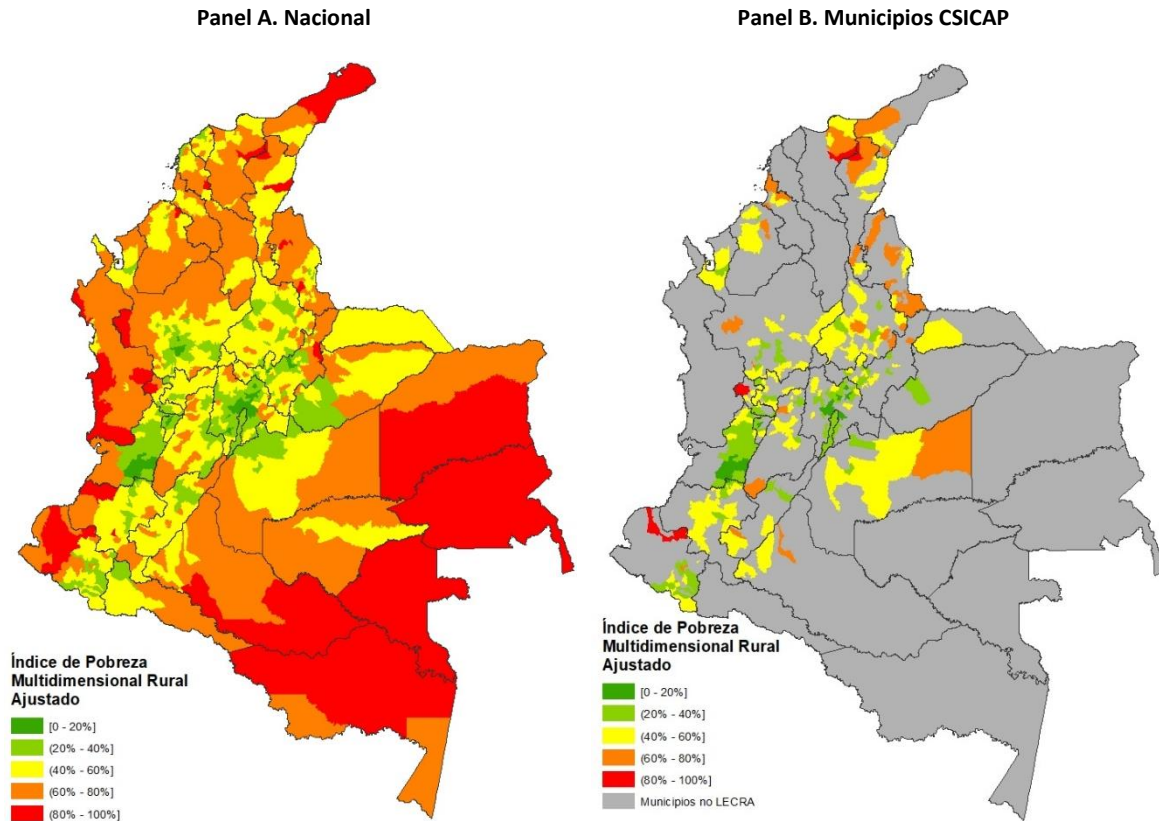 Panel A. Nacional
Panel B. Municipios CSICAP
Índice de Pobreza
Multidimensional Rural
Ajustado
[0 - 20%]
(20% - 40%]
(40% - 60%]
(60% - 80%]
(80% - 100%]
Índice de Pobreza
Multidimensional Rural
Ajustado
[0 - 20%]
(20% - 40%]
(40% - 60%]
(60% - 80%]
(80% - 100%]
Municipios no LECRA